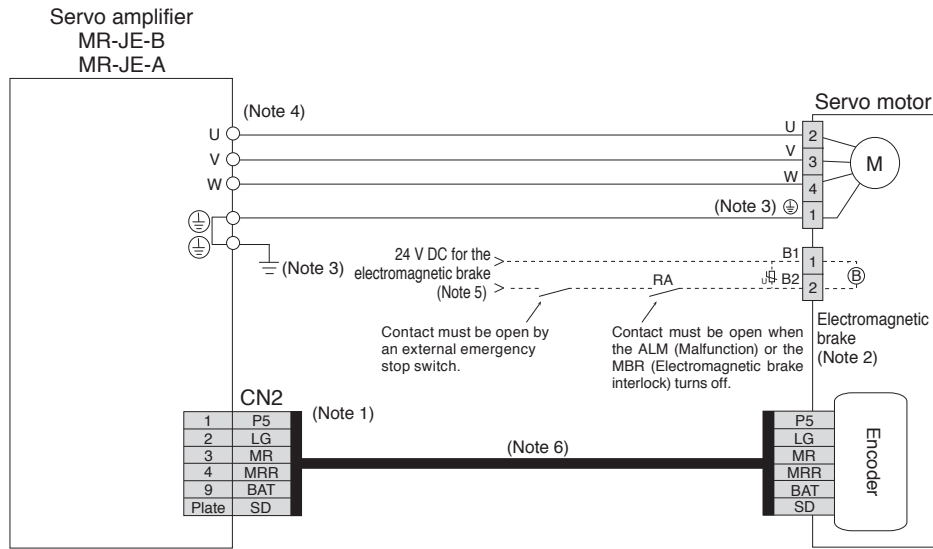 Servo amplifier
MR-JE-B
MR-JE-A
Servo motor
(Note 4)
U
V
W
U
V
W
2
3
4
1
M
(Note 3)
(Note 3)
24 V DC for the
electromagnetic brake
(Note 5)
B1
B2
1
2
U
B
RA
Contact must be open by
an external emergency
stop switch.
Contact must be open when
the ALM (Malfunction) or the
MBR (Electromagnetic brake
interlock) turns off.
Electromagnetic
brake
(Note 2)
CN2
(Note 1)
(Note 6)
1 P5
2 LG
3 MR
4 MRR
9 BAT
Plate SD
P5
LG
MR
MRR
BAT
SD
Encoder